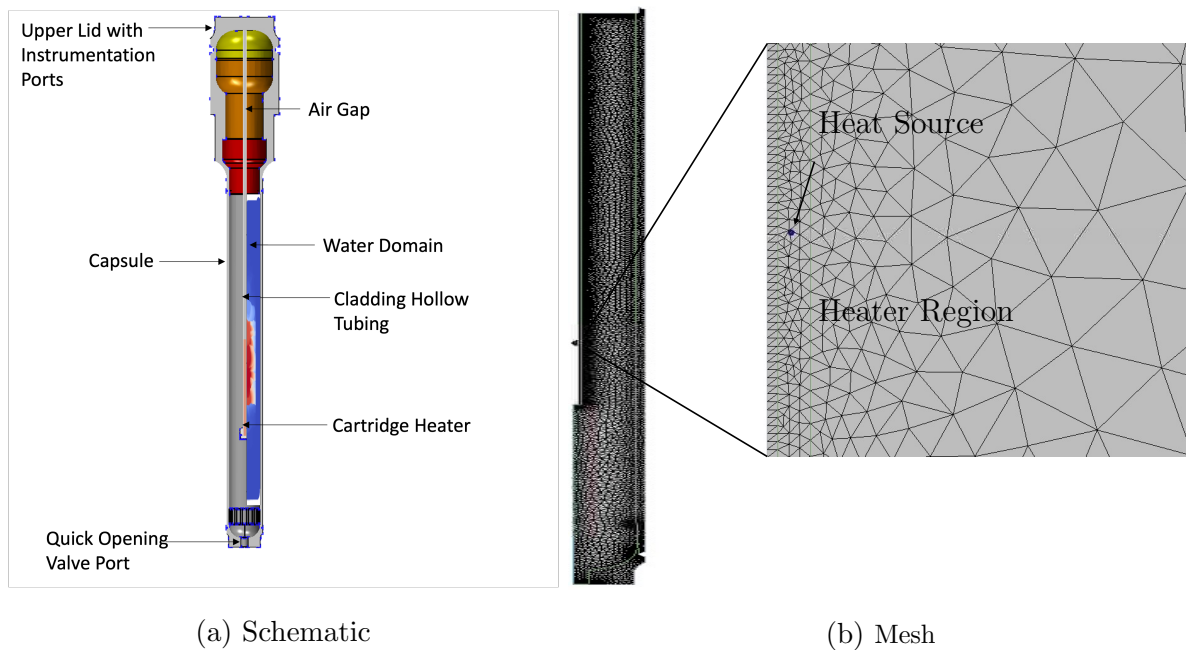 Upper Lid with
Instrumentation
Ports
Air Gap
Water Domain
Capsule
Cladding Hollow
Tubing
Cartridge Heater
Quick Opening
Valve Port
(a) Schematic
Heat Source
Heater Region
(b) Mesh